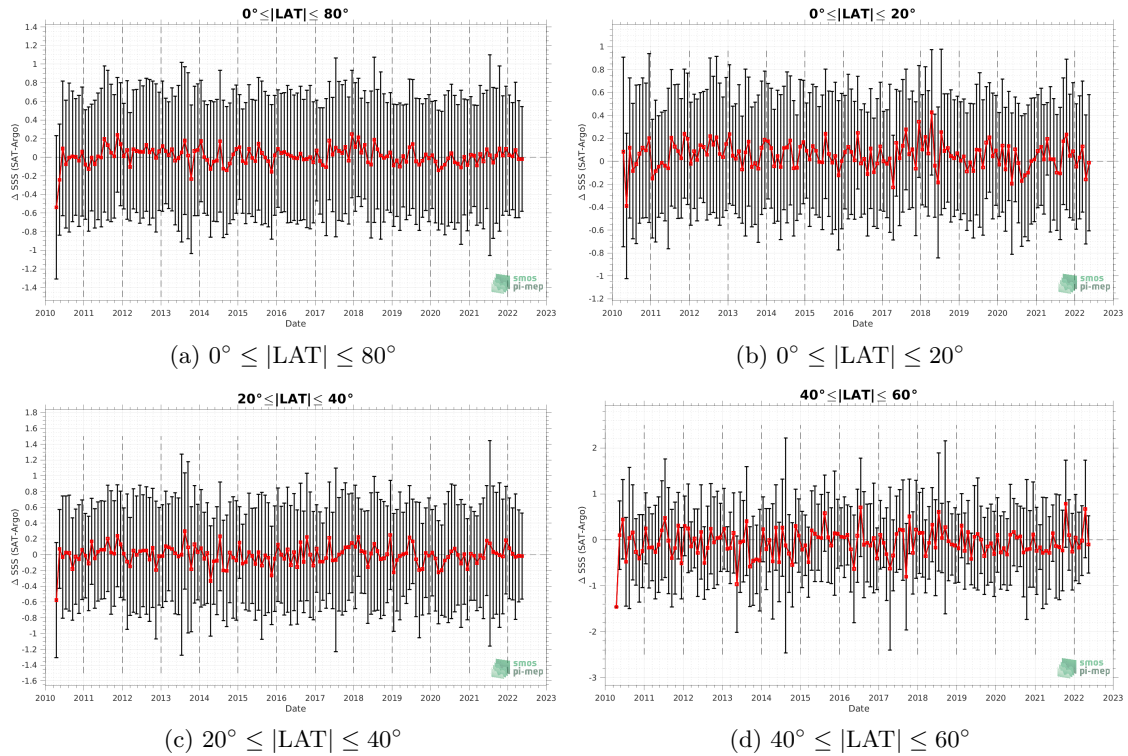 0°≤|LAT|≤ 80°
1.4
1.2
1
0.8
0.6
0.4
0.2
0
-0.2
-0.4
-0.6
-0.8
-1
-1.2
-1.4
Δ SSS (SAT-Argo)
2010 2011 2012 2013 2014 2015 2016 2017 2018 2019 2020 2021 2022 2023
Date
smos
pi-mep
(a) 0° ≤ |LAT| ≤ 80°
0°≤|LAT|≤ 20°
1
0.8
0.6
0.4
0.2
0
-0.2
-0.4
-0.6
-0.8
-1
-1.2
Δ SSS (SAT-Argo)
2010 2011 2012 2013 2014 2015 2016 2017 2018 2019 2020 2021 2022 2023
Date
smos
pi-mep
(b) 0° ≤ |LAT| ≤ 20°
20°≤|LAT|≤ 40°
1.8
1.6
1.4
1.2
1
0.8
0.6
0.4
0.2
0
-0.2
-0.4
-0.6
-0.8
-1
-1.2
-1.4
-1.6
Δ SSS (SAT-Argo)
2010 2011 2012 2013 2014 2015 2016 2017 2018 2019 2020 2021 2022 2023
Date
smos
pi-mep
(c) 20° ≤ |LAT| ≤ 40°
40°≤|LAT|≤ 60°
2
1
0
-1
-2
-3
Δ SSS (SAT-Argo)
2010 2011 2012 2013 2014 2015 2016 2017 2018 2019 2020 2021 2022 2023
Date
smos
pi-mep
(d) 40° ≤ |LAT| ≤ 60°